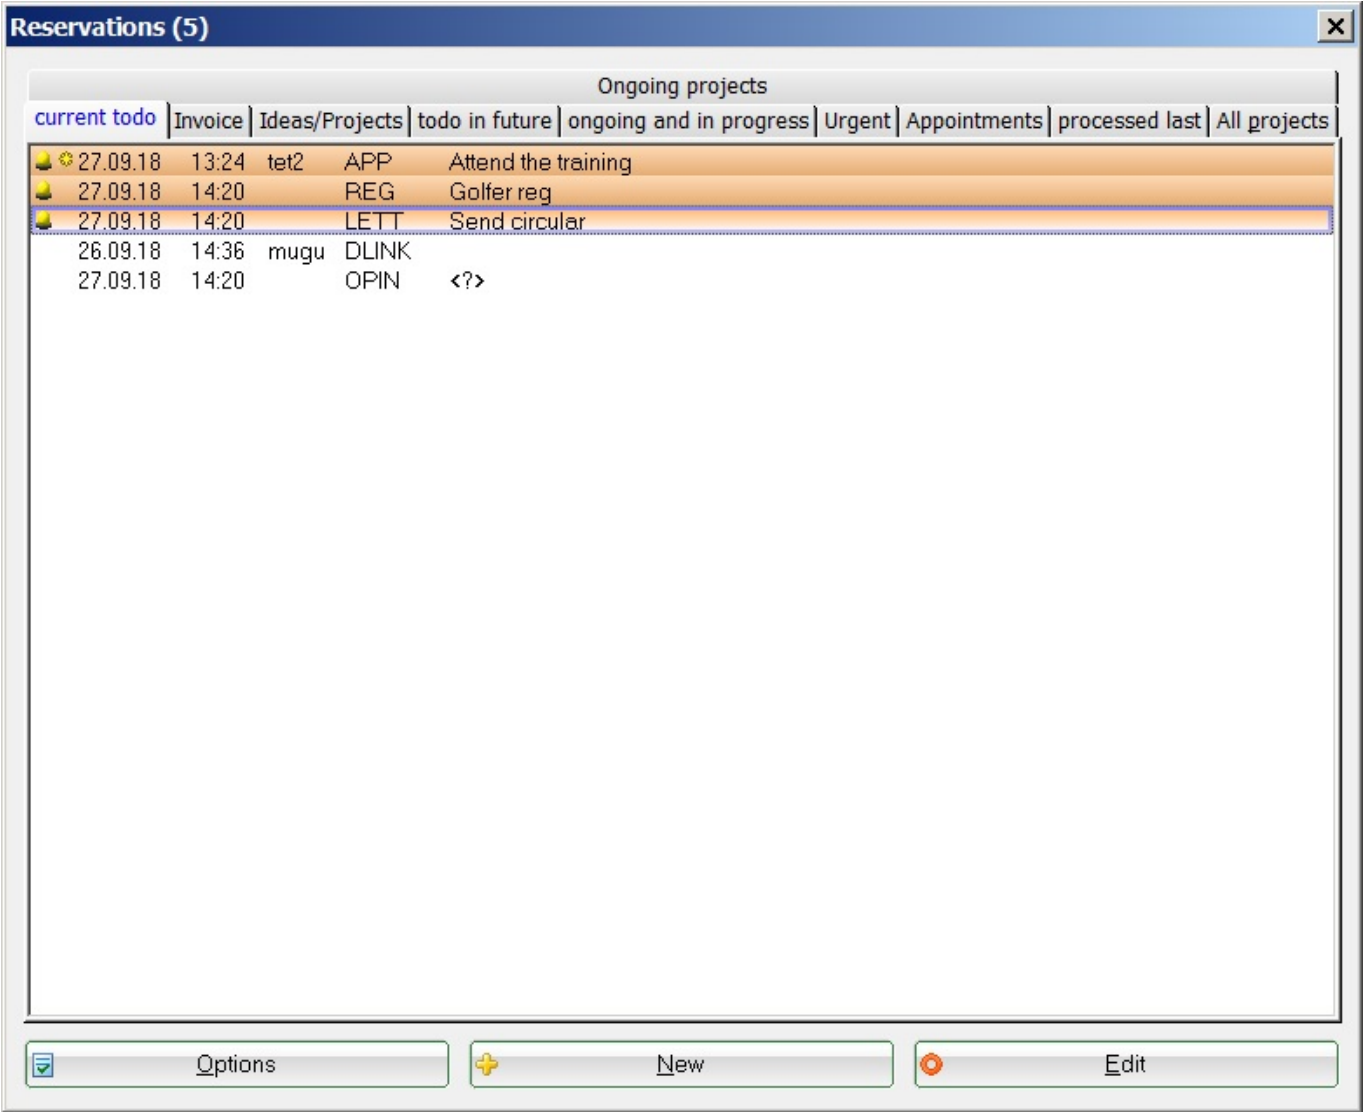 Reservations (5)
Ongoing projects
current todo Invoice Ideas/Projects todo in future ongoing and in progress Urgent Appointments processed last All projects
27.09.18 13:24 tet2 APP Attend the training
27.09.18 14:20 REG Golfer reg
27.09.18 14:20 LETT Send circular
26.09.18 14:36 mugu DLINK
27.09.18 14:20 OPIN <?>
Options New Edit